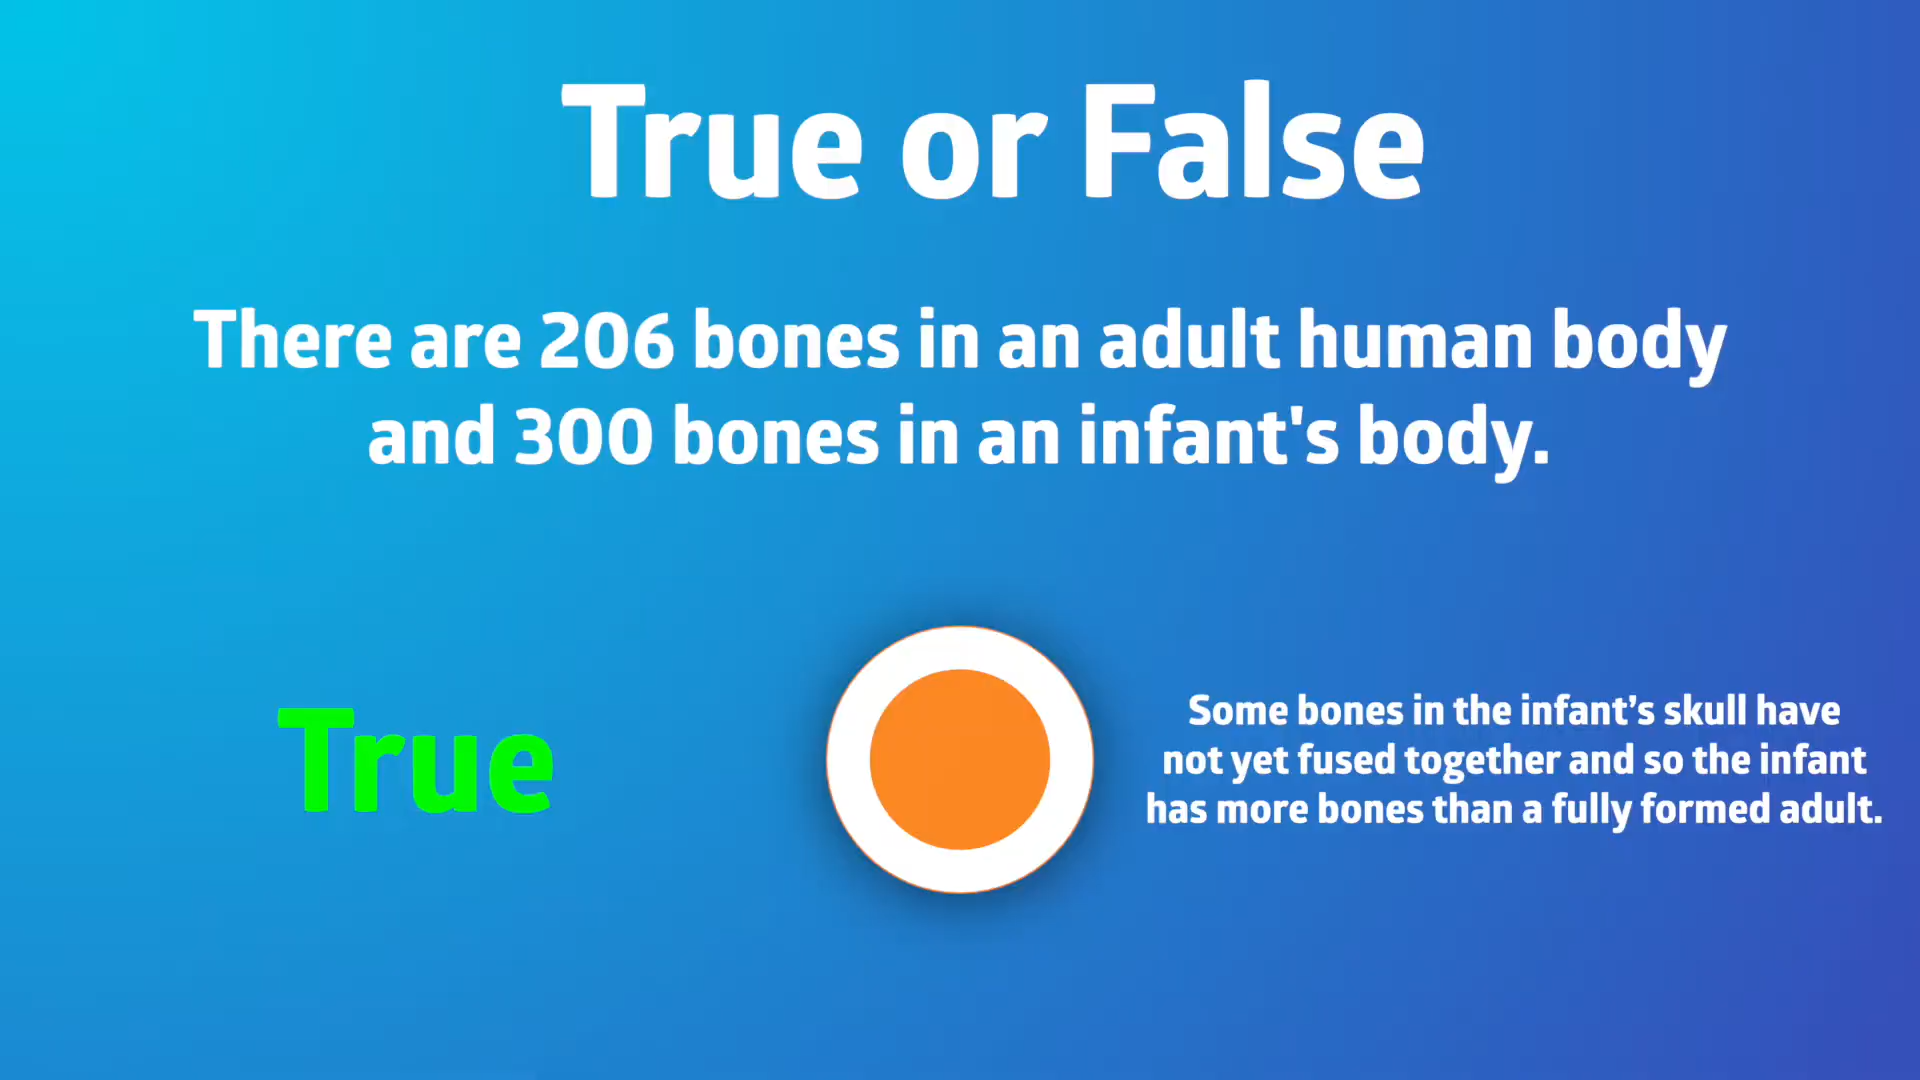 True or False
There are 206 bones in an adult human body
and 300 bones in an infant's body.
True
Some bones in the infant’s skull have
not yet fused together and so the infant
has more bones than a fully formed adult.